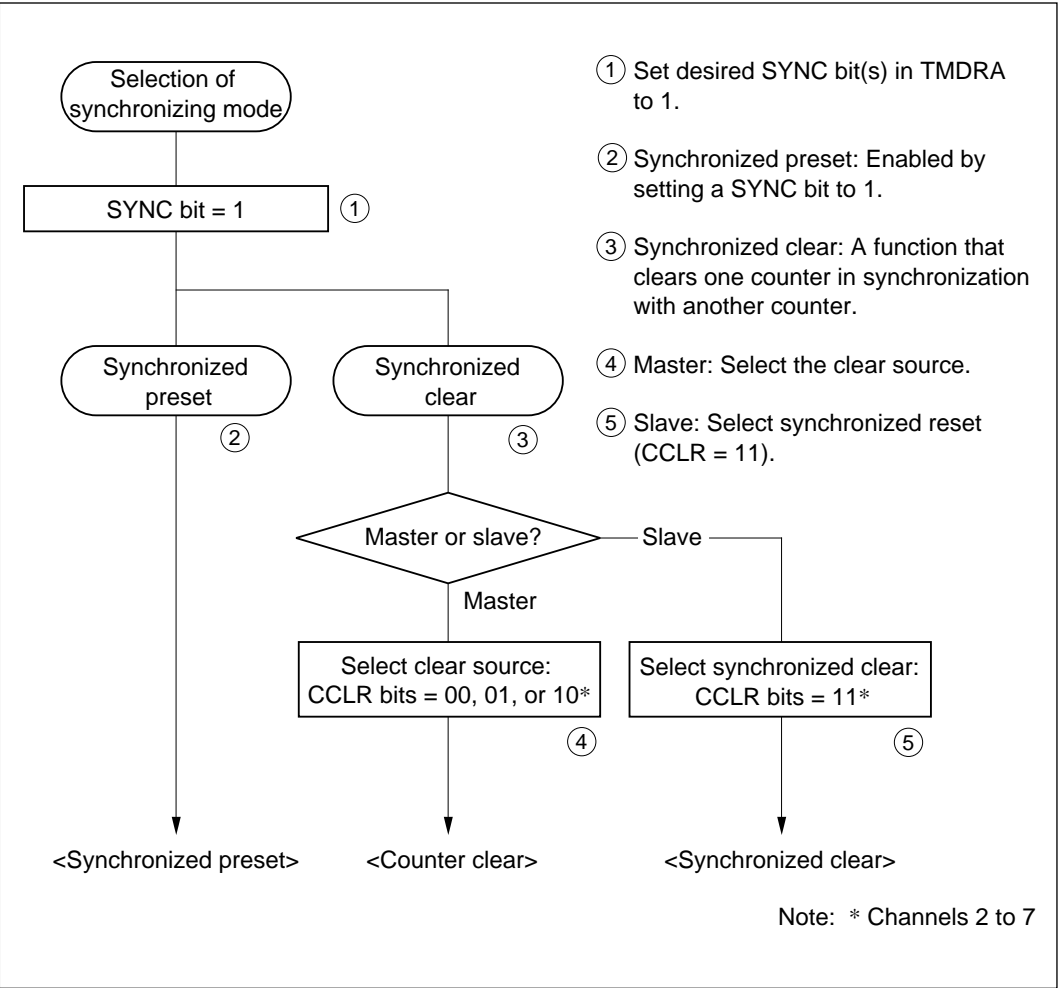 Selection of
synchronizing mode
SYNC bit = 1
①
Synchronized
preset
②
Synchronized
clear
③
Master or slave?
Slave
Master
Select clear source:
CCLR bits = 00, 01, or 10*
④
Select synchronized clear:
CCLR bits = 11*
⑤
<Synchronized preset>
<Counter clear>
<Synchronized clear>
① Set desired SYNC bit(s) in TMDRA
to 1.
② Synchronized preset: Enabled by
setting a SYNC bit to 1.
③ Synchronized clear: A function that
clears one counter in synchronization
with another counter.
④ Master: Select the clear source.
⑤ Slave: Select synchronized reset
(CCLR = 11).
Note: * Channels 2 to 7